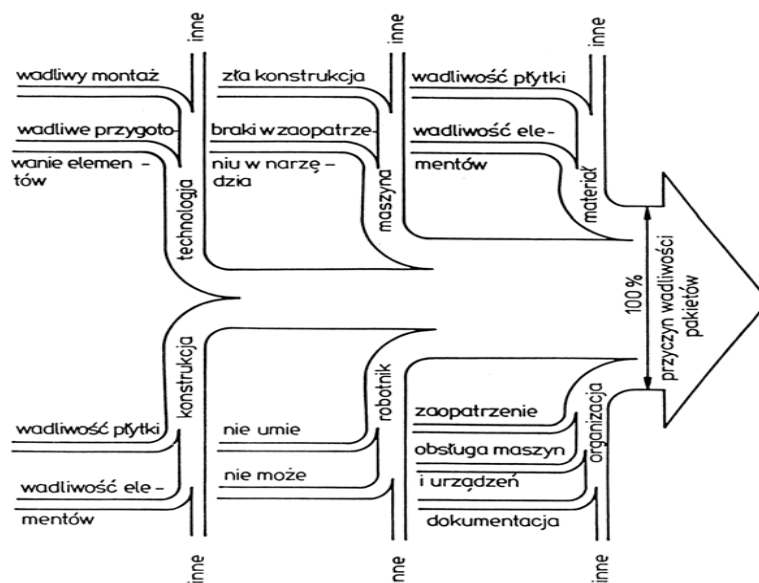 inne
wadliwy montaż
wadliwe przygoto-
wanie elemen -
tów
technologja
inne
zła konstrukcja
braki w zaopatrze-
niu w narzę -
dzia
maszyna
inne
wadliwość płytki
wadliwość ele-
mentów
materiał
100%
przyczyn wadliwości
pakietów
konstrukcja
wadliwość płytki
wadliwość ele -
mentów
inne
robotnik
nie umie
nie może
inne
organizacja
zaopatrzenie
obsługa maszyn
i urządzeń
dokumentacja
inne